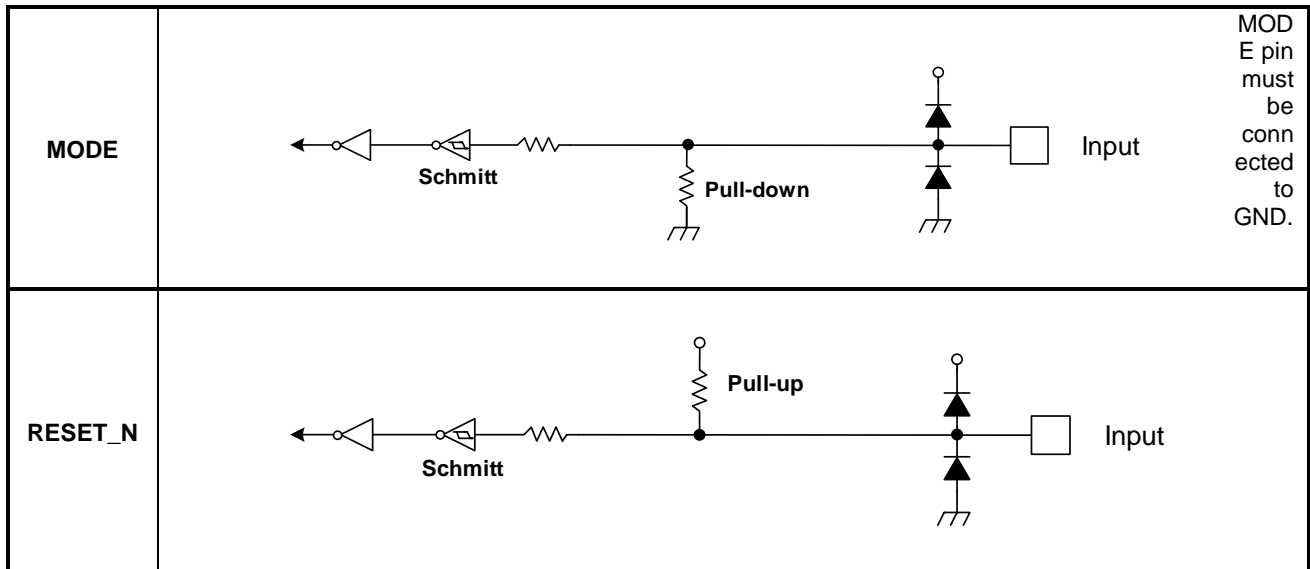 MODE
Schmitt
Pull-down
Input
MOD
E pin
must
be
conn
ected
to
GND.
RESET_N
Pull-up
Schmitt
Input